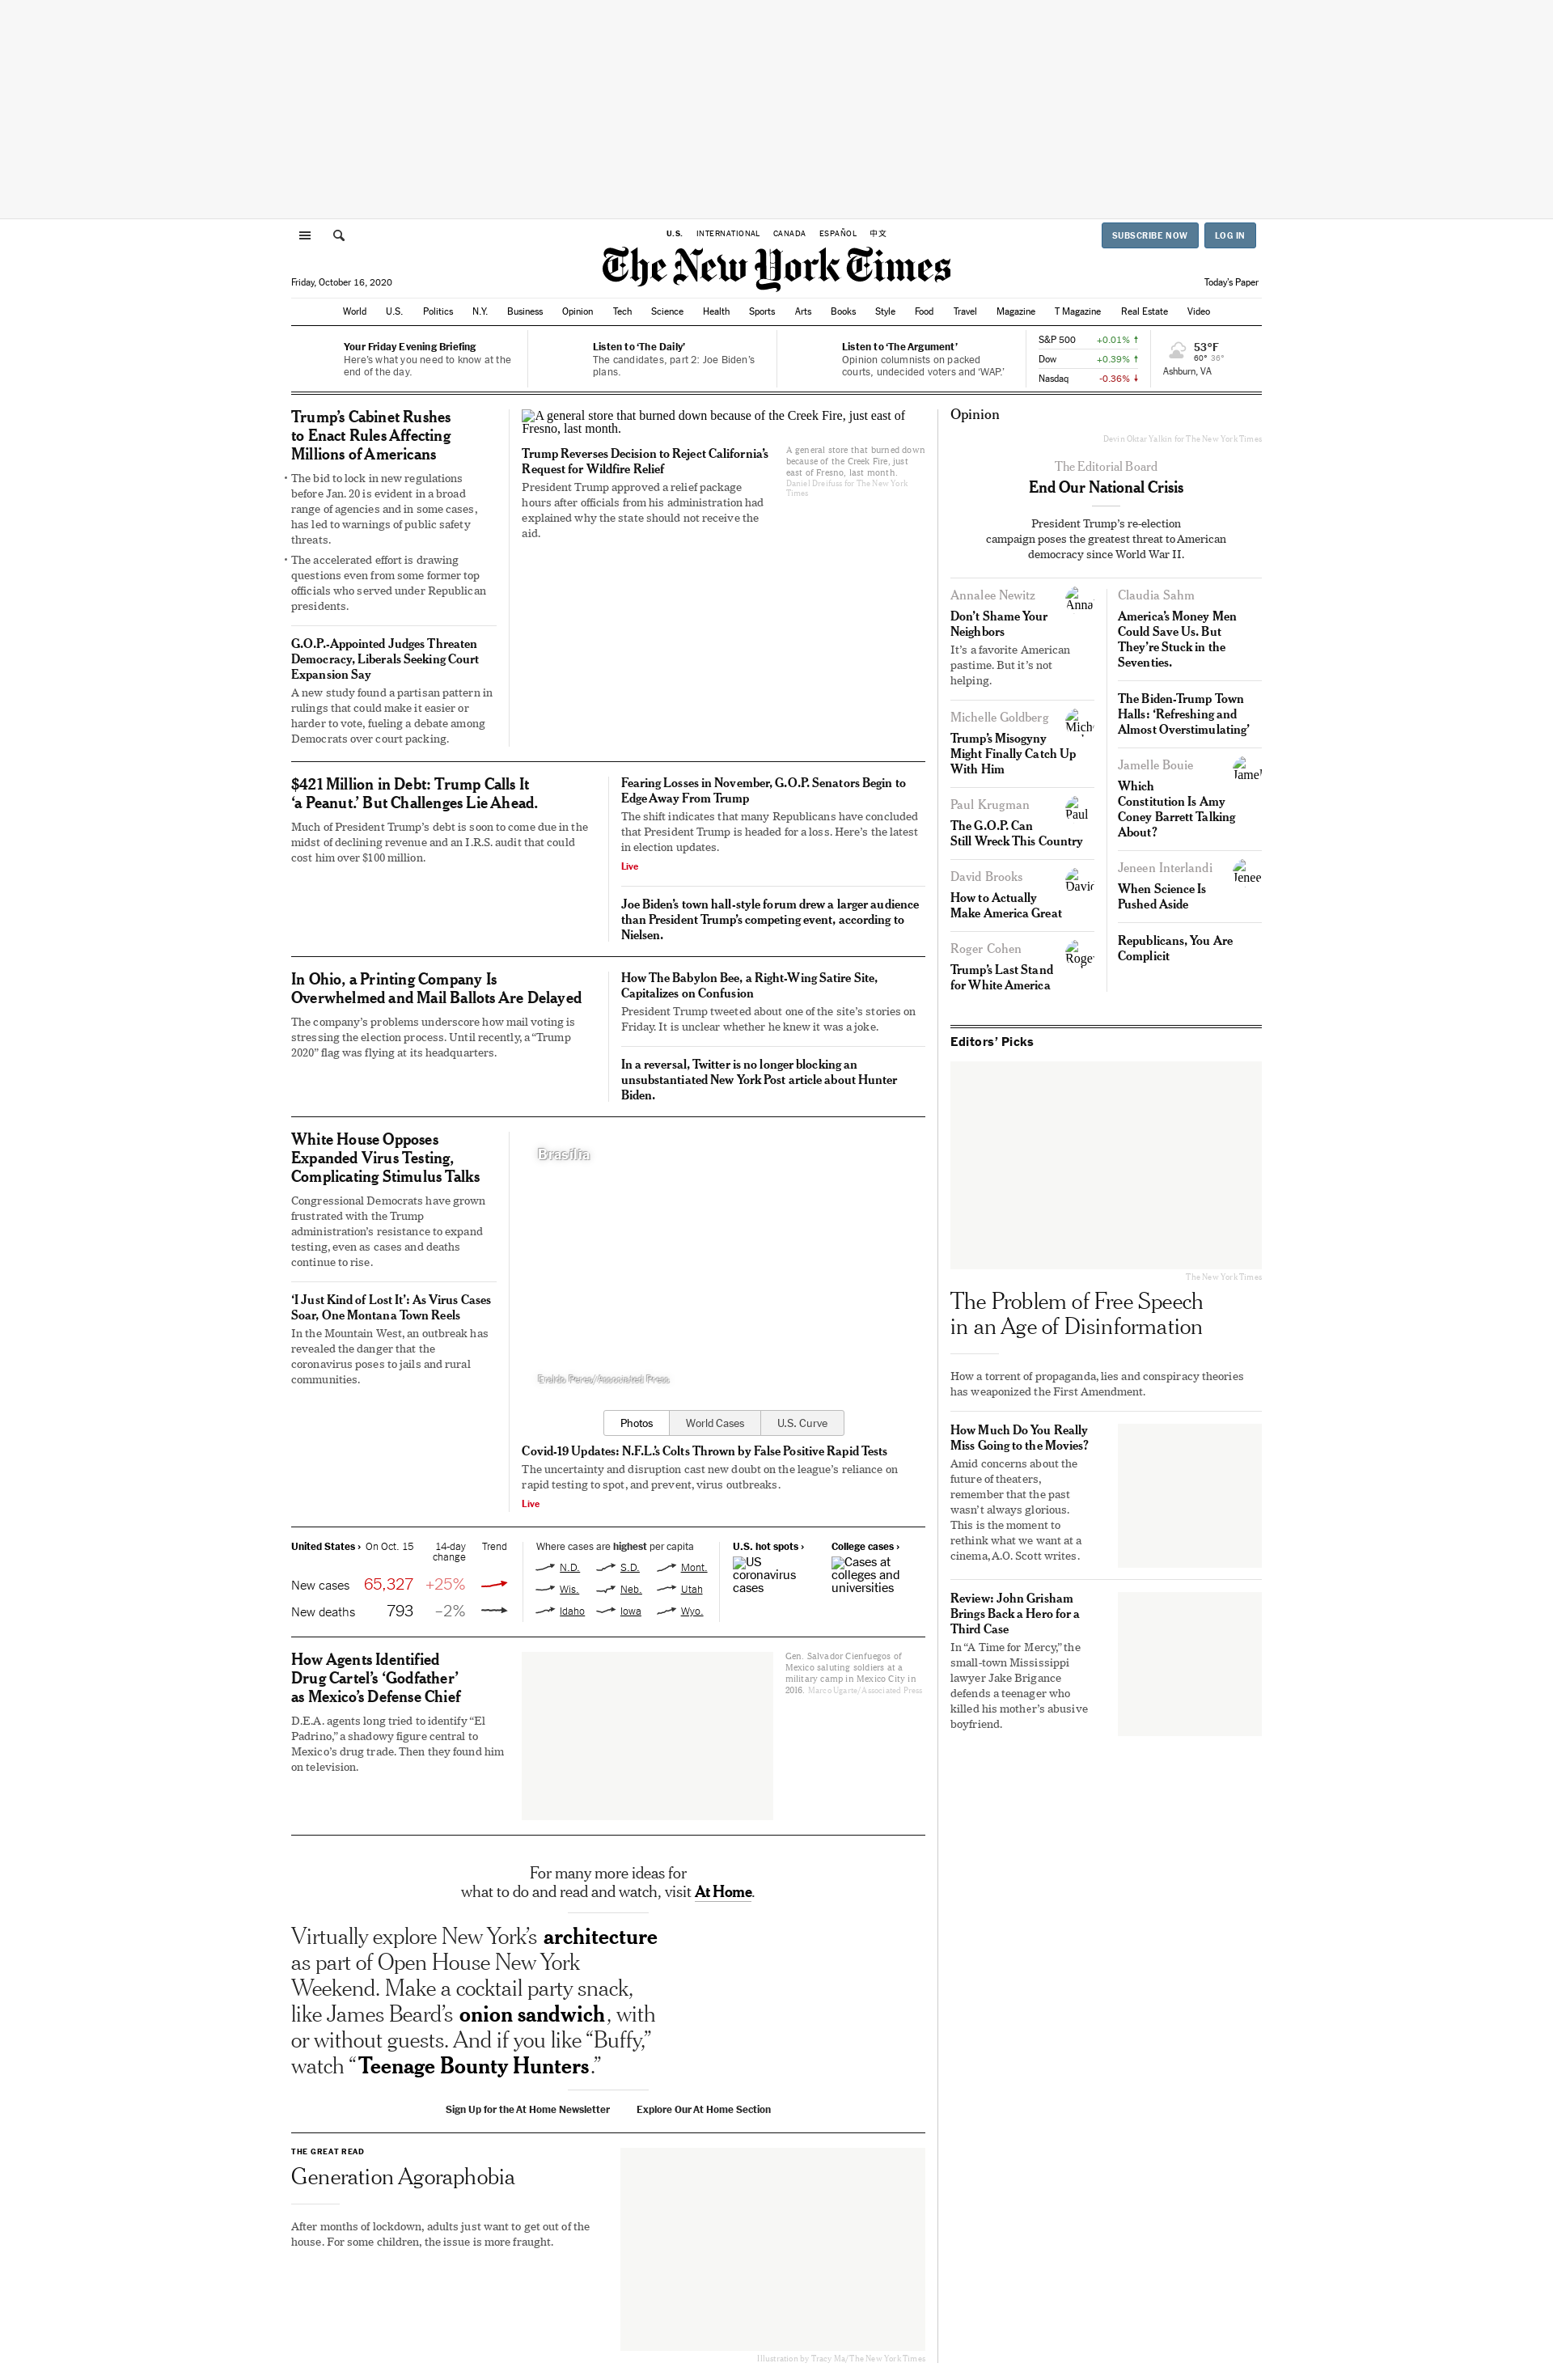 U.S. INTERNATIONAL CANADA ESPAÑOL 中文
SUBSCRIBE NOW LOG IN
The New York Times
Friday, October 16, 2020
Today’s Paper
World U.S. Politics N.Y. Business Opinion Tech Science Health Sports Arts Books Style Food Travel Magazine T Magazine Real Estate Video
Your Friday Evening Briefing
Here’s what you need to know at the
end of the day.
Listen to ‘The Daily’
The candidates, part 2: Joe Biden’s
plans.
Listen to ‘The Argument’
Opinion columnists on packed
courts, undecided voters and ‘WAP.’
S&P 500 +0.01%
Dow +0.39%
Nasdaq -0.36%
53°F
60° 36°
Ashburn, VA
Trump’s Cabinet Rushes
to Enact Rules Affecting
Millions of Americans
• The bid to lock in new regulations
before Jan. 20 is evident in a broad
range of agencies and in some cases,
has led to warnings of public safety
threats.
• The accelerated effort is drawing
questions even from some former top
officials who served under Republican
presidents.
G.O.P.-Appointed Judges Threaten
Democracy, Liberals Seeking Court
Expansion Say
A new study found a partisan pattern in
rulings that could make it easier or
harder to vote, fueling a debate among
Democrats over court packing.
A general store that burned down because of the Creek Fire, just east of
Fresno, last month.
Trump Reverses Decision to Reject California’s
Request for Wildfire Relief
President Trump approved a relief package
hours after officials from his administration had
explained why the state should not receive the
aid.
A general store that burned down
because of the Creek Fire, just
east of Fresno, last month.
Daniel Dreifuss for The New York
Times
$421 Million in Debt: Trump Calls It
‘a Peanut.’ But Challenges Lie Ahead.
Much of President Trump’s debt is soon to come due in the
midst of declining revenue and an I.R.S. audit that could
cost him over $100 million.
Fearing Losses in November, G.O.P. Senators Begin to
Edge Away From Trump
The shift indicates that many Republicans have concluded
that President Trump is headed for a loss. Here’s the latest
in election updates.
Live
Joe Biden’s town hall-style forum drew a larger audience
than President Trump’s competing event, according to
Nielsen.
In Ohio, a Printing Company Is
Overwhelmed and Mail Ballots Are Delayed
The company’s problems underscore how mail voting is
stressing the election process. Until recently, a “Trump
2020” flag was flying at its headquarters.
How The Babylon Bee, a Right-Wing Satire Site,
Capitalizes on Confusion
President Trump tweeted about one of the site’s stories on
Friday. It is unclear whether he knew it was a joke.
In a reversal, Twitter is no longer blocking an
unsubstantiated New York Post article about Hunter
Biden.
White House Opposes
Expanded Virus Testing,
Complicating Stimulus Talks
Congressional Democrats have grown
frustrated with the Trump
administration’s resistance to expand
testing, even as cases and deaths
continue to rise.
‘I Just Kind of Lost It’: As Virus Cases
Soar, One Montana Town Reels
In the Mountain West, an outbreak has
revealed the danger that the
coronavirus poses to jails and rural
communities.
Brasília
Eraldo Peres/Associated Press
Photos World Cases U.S. Curve
Covid-19 Updates: N.F.L.’s Colts Thrown by False Positive Rapid Tests
The uncertainty and disruption cast new doubt on the league’s reliance on
rapid testing to spot, and prevent, virus outbreaks.
Live
United States › On Oct. 15 14-day
change Trend
New cases 65,327 +25%
New deaths 793 –2%
Where cases are highest per capita
N.D. S.D. Mont.
Wis. Neb. Utah
Idaho Iowa Wyo.
U.S. hot spots ›
US
coronavirus
cases
College cases ›
Cases at
colleges and
universities
How Agents Identified
Drug Cartel’s ‘Godfather’
as Mexico’s Defense Chief
D.E.A. agents long tried to identify “El
Padrino,” a shadowy figure central to
Mexico’s drug trade. Then they found him
on television.
Gen. Salvador Cienfuegos of
Mexico saluting soldiers at a
military camp in Mexico City in
2016. Marco Ugarte/Associated Press
For many more ideas for
what to do and read and watch, visit At Home.
Virtually explore New York’s architecture
as part of Open House New York
Weekend. Make a cocktail party snack,
like James Beard’s onion sandwich, with
or without guests. And if you like “Buffy,”
watch “Teenage Bounty Hunters.”
Sign Up for the At Home Newsletter Explore Our At Home Section
THE GREAT READ
Generation Agoraphobia
After months of lockdown, adults just want to get out of the
house. For some children, the issue is more fraught.
Illustration by Tracy Ma/The New York Times
Opinion
Devin Oktar Yalkin for The New York Times
The Editorial Board
End Our National Crisis
President Trump’s re-election
campaign poses the greatest threat to American
democracy since World War II.
Annalee Newitz
Anna
Don’t Shame Your
Neighbors
It’s a favorite American
pastime. But it’s not
helping.
Michelle Goldberg
Trump’s Misogyny
Might Finally Catch Up
With Him
Paul Krugman
Paul
The G.O.P. Can
Still Wreck This Country
David Brooks
David
How to Actually
Make America Great
Roger Cohen
Roger
Trump’s Last Stand
for White America
Claudia Sahm
America’s Money Men
Could Save Us. But
They’re Stuck in the
Seventies.
The Biden-Trump Town
Halls: ‘Refreshing and
Almost Overstimulating’
Jamelle Bouie
Which
Constitution Is Amy
Coney Barrett Talking
About?
Jeneen Interlandi
Jenee
When Science Is
Pushed Aside
Republicans, You Are
Complicit
Editors’ Picks
The New York Times
The Problem of Free Speech
in an Age of Disinformation
How a torrent of propaganda, lies and conspiracy theories
has weaponized the First Amendment.
How Much Do You Really
Miss Going to the Movies?
Amid concerns about the
future of theaters,
remember that the past
wasn’t always glorious.
This is the moment to
rethink what we want at a
cinema, A.O. Scott writes.
Review: John Grisham
Brings Back a Hero for a
Third Case
In “A Time for Mercy,” the
small-town Mississippi
lawyer Jake Brigance
defends a teenager who
killed his mother’s abusive
boyfriend.